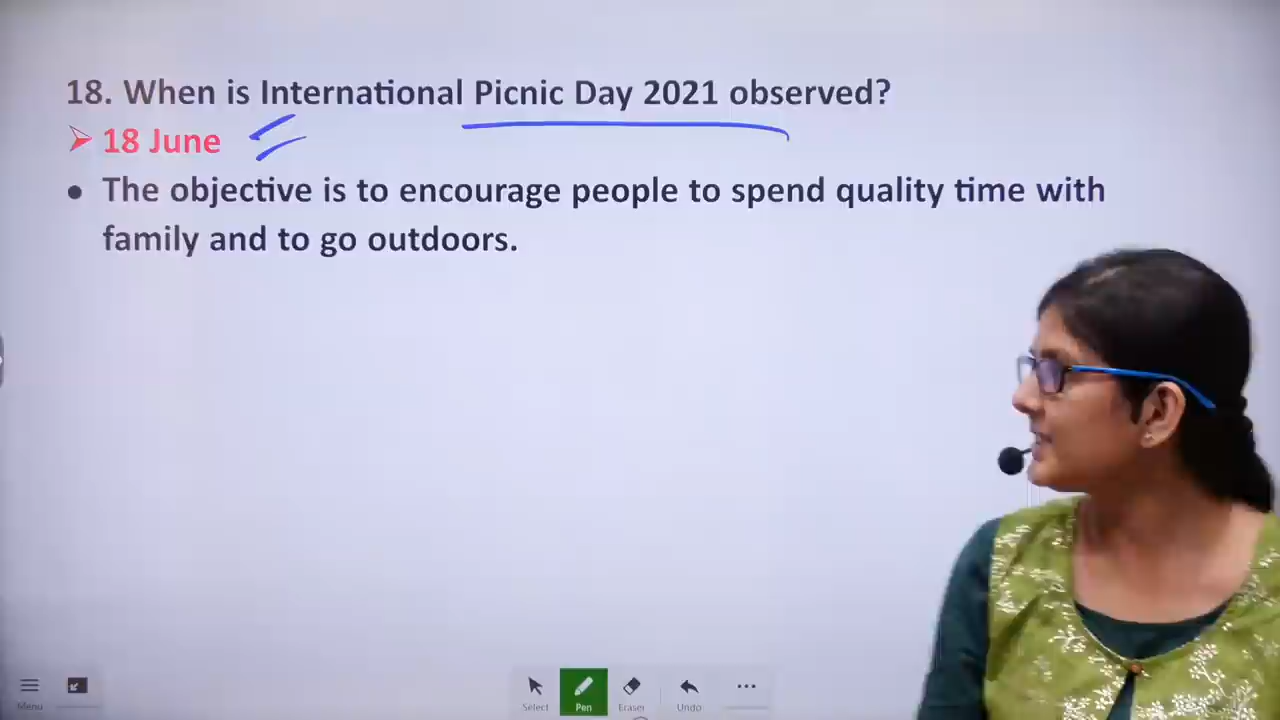 18. When is International Picnic Day 2021 observed?
➢ 18 June
• The objective is to encourage people to spend quality time with
family and to go outdoors.
Menu
Select Pen Eraser Undo